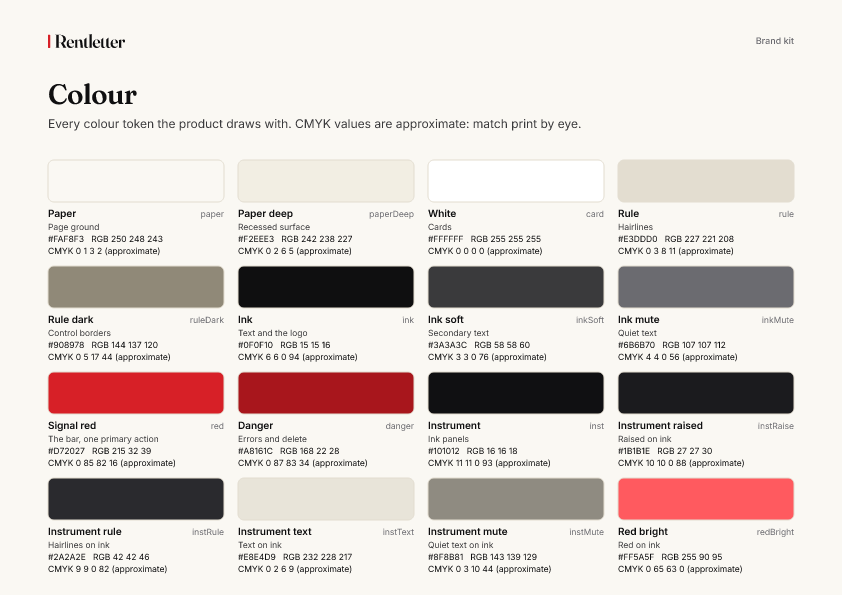 Rentletter
Brand kit
Colour
Every colour token the product draws with. CMYK values are approximate: match print by eye.
Paper paper
Page ground
#FAF8F3 RGB 250 248 243
CMYK 0 1 3 2 (approximate)
Paper deep paperDeep
Recessed surface
#F2EEE3 RGB 242 238 227
CMYK 0 2 6 5 (approximate)
White card
Cards
#FFFFFF RGB 255 255 255
CMYK 0 0 0 0 (approximate)
Rule rule
Hairlines
#E3DDD0 RGB 227 221 208
CMYK 0 3 8 11 (approximate)
Rule dark ruleDark
Control borders
#908978 RGB 144 137 120
CMYK 0 5 17 44 (approximate)
Ink ink
Text and the logo
#0F0F10 RGB 15 15 16
CMYK 6 6 0 94 (approximate)
Ink soft inkSoft
Secondary text
#3A3A3C RGB 58 58 60
CMYK 3 3 0 76 (approximate)
Ink mute inkMute
Quiet text
#6B6B70 RGB 107 107 112
CMYK 4 4 0 56 (approximate)
Signal red red
The bar, one primary action
#D72027 RGB 215 32 39
CMYK 0 85 82 16 (approximate)
Danger danger
Errors and delete
#A8161C RGB 168 22 28
CMYK 0 87 83 34 (approximate)
Instrument inst
Ink panels
#101012 RGB 16 16 18
CMYK 11 11 0 93 (approximate)
Instrument raised instRaise
Raised on ink
#1B1B1E RGB 27 27 30
CMYK 10 10 0 88 (approximate)
Instrument rule instRule
Hairlines on ink
#2A2A2E RGB 42 42 46
CMYK 9 9 0 82 (approximate)
Instrument text instText
Text on ink
#E8E4D9 RGB 232 228 217
CMYK 0 2 6 9 (approximate)
Instrument mute instMute
Quiet text on ink
#8F8B81 RGB 143 139 129
CMYK 0 3 10 44 (approximate)
Red bright redBright
Red on ink
#FF5A5F RGB 255 90 95
CMYK 0 65 63 0 (approximate)